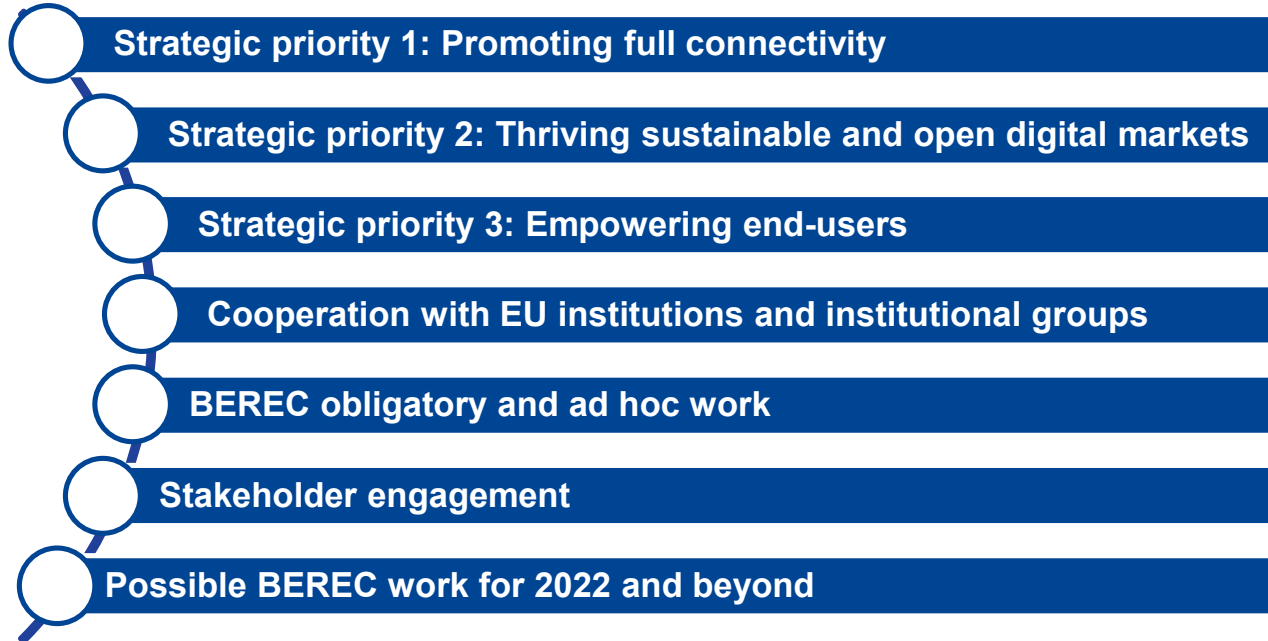 Strategic priority 1: Promoting full connectivity
Strategic priority 2: Thriving sustainable and open digital markets
Strategic priority 3: Empowering end-users
Cooperation with EU institutions and institutional groups
BEREC obligatory and ad hoc work
Stakeholder engagement
Possible BEREC work for 2022 and beyond